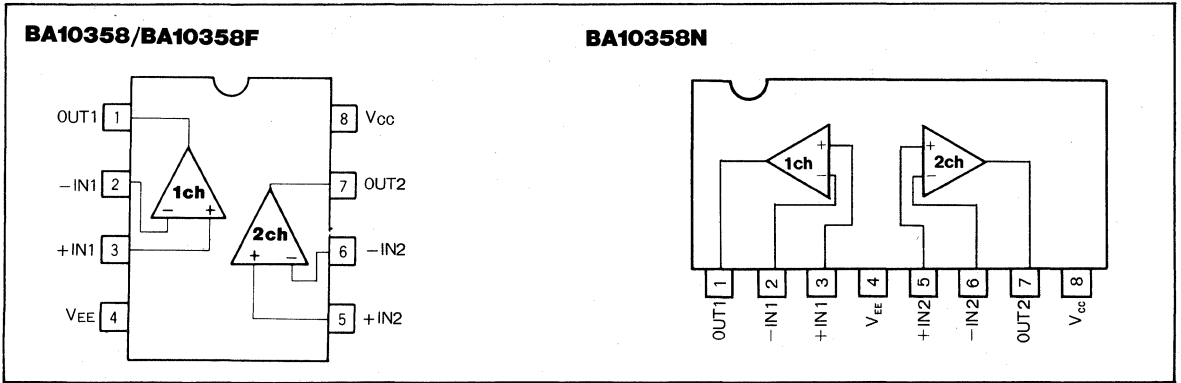 BA10358/BA10358F
OUT1 1
-IN1 2
+IN1 3
VEE 4
8 Vcc
7 OUT2
6 -IN2
5 +IN2
1ch
- +
2ch
+ -
BA10358N
1ch
+
-
2ch
+
-
1 2 3 4 5 6 7 8
OUT1 -IN1 +IN1 VEE +IN2 -IN2 OUT2 Vcc